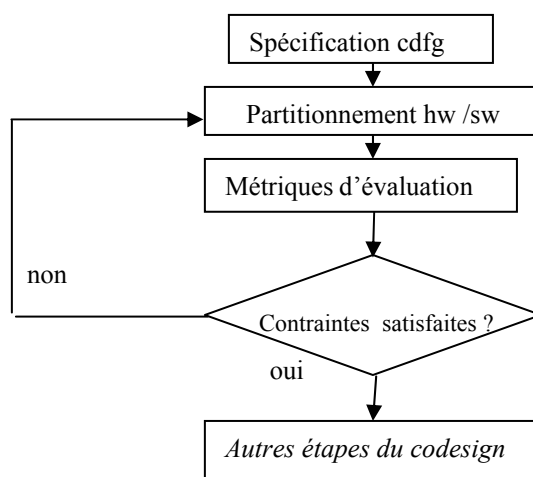 Spécification cdfg
Partitionnement hw /sw
Métriques d’évaluation
non
Contraintes satisfaites ?
oui
Autres étapes du codesign